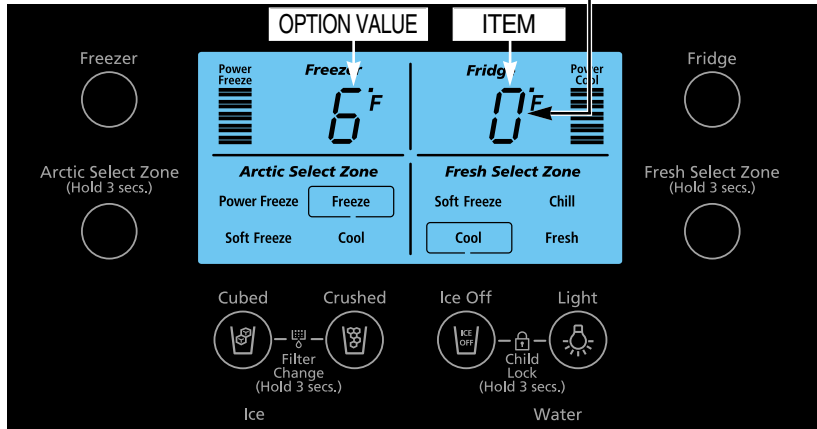 OPTION VALUE
ITEM
Freezer
Fridge
Power
Freeze
Freezer
6°F
Fridge
0°F
Power
Cool
Arctic Select Zone
(Hold 3 secs.)
Fresh Select Zone
(Hold 3 secs.)
Arctic Select Zone
Power Freeze
Freeze
Soft Freeze
Cool
Fresh Select Zone
Soft Freeze
Chill
Cool
Fresh
Cubed
Crushed
Filter
Change
(Hold 3 secs.)
Ice
Ice Off
Light
ICE
OFF
Child
Lock
(Hold 3 secs.)
Water